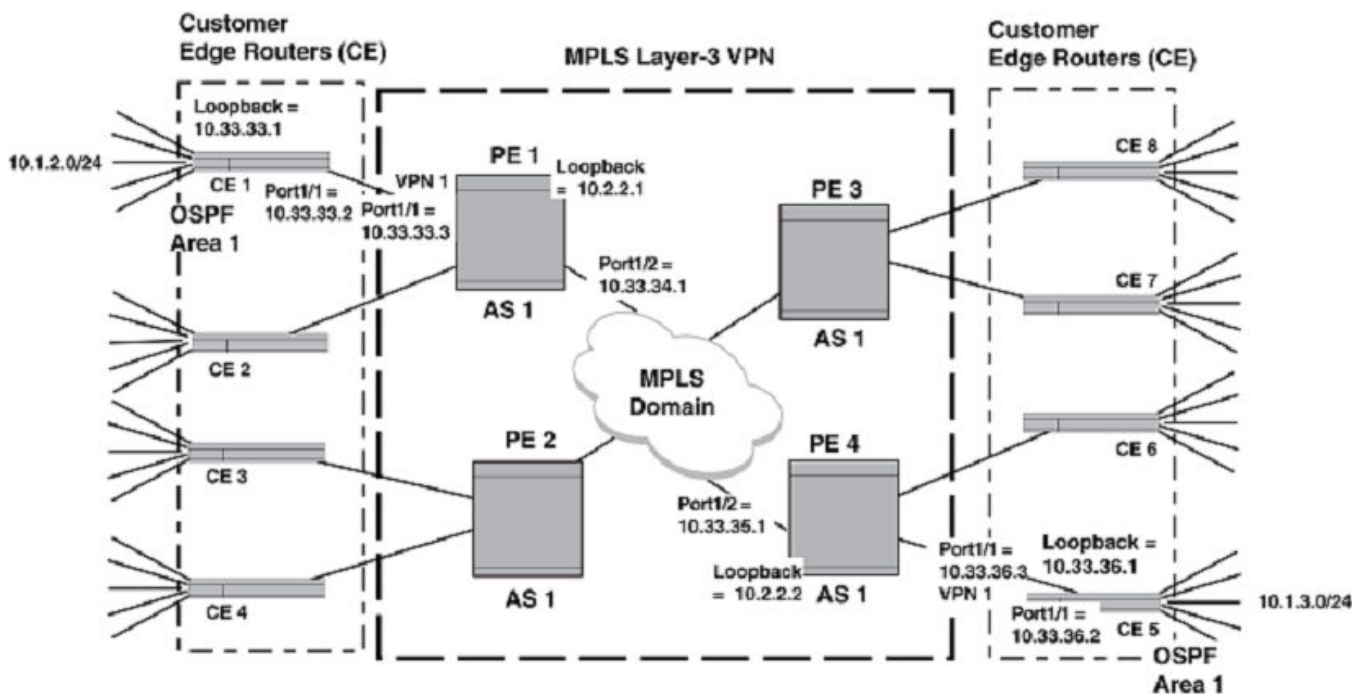 Customer
Edge Routers (CE)
MPLS Layer-3 VPN
Customer
Edge Routers (CE)
Loopback =
10.33.33.1
10.1.2.0/24
CE 1
Port1/1 =
10.33.33.2
OSPF
Area 1
VPN 1
Port1/1 =
10.33.33.3
PE 1
Loopback
= 10.2.2.1
AS 1
Port1/2 =
10.33.34.1
PE 3
AS 1
CE 8
CE 7
CE 2
MPLS
Domain
CE 3
PE 2
AS 1
CE 4
PE 4
Port1/2 =
10.33.35.1
Loopback
= 10.2.2.2
AS 1
CE 6
Port1/1 =
10.33.36.3
VPN 1
Loopback =
10.33.36.1
10.1.3.0/24
Port1/1 =
10.33.36.2
CE 5
OSPF
Area 1